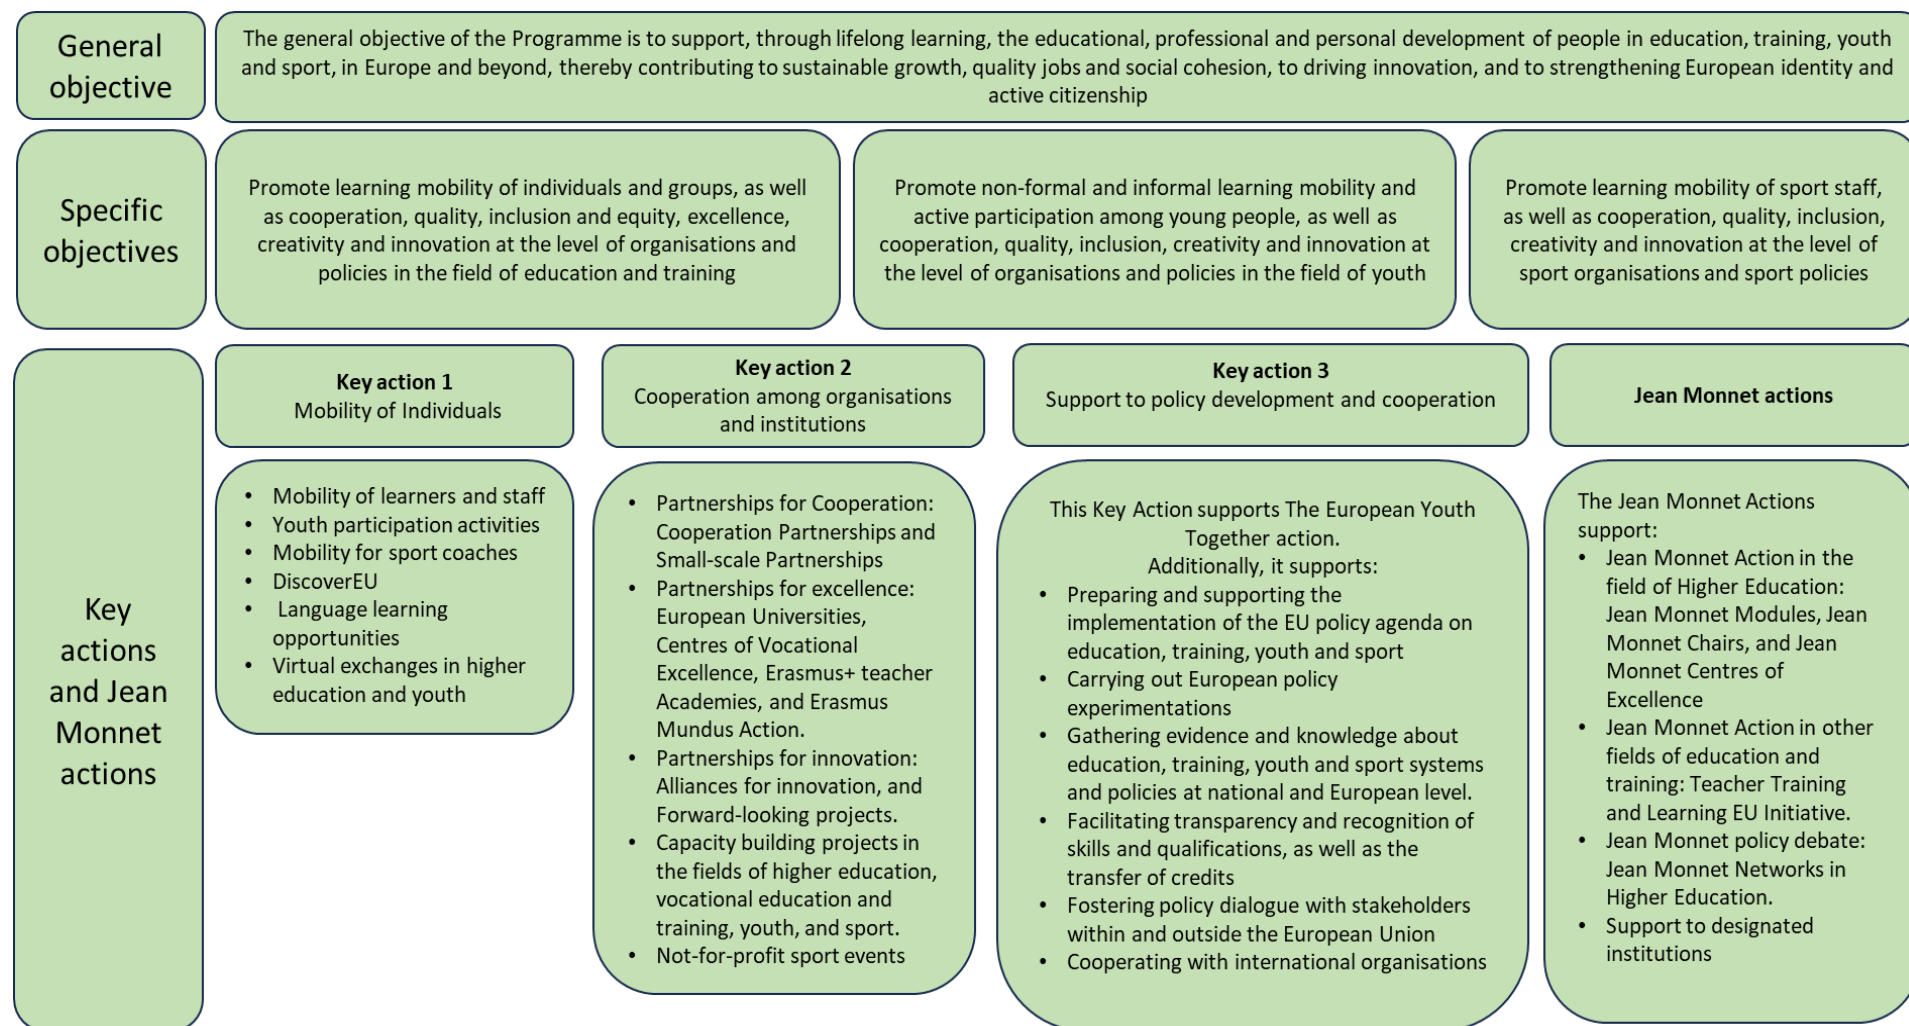 General
objective
The general objective of the Programme is to support, through lifelong learning, the educational, professional and personal development of people in education, training, youth
and sport, in Europe and beyond, thereby contributing to sustainable growth, quality jobs and social cohesion, to driving innovation, and to strengthening European identity and
active citizenship
Specific
objectives
Promote learning mobility of individuals and groups, as well
as cooperation, quality, inclusion and equity, excellence,
creativity and innovation at the level of organisations and
policies in the field of education and training
Promote non-formal and informal learning mobility and
active participation among young people, as well as
cooperation, quality, inclusion, creativity and innovation at
the level of organisations and policies in the field of youth
Promote learning mobility of sport staff,
as well as cooperation, quality, inclusion,
creativity and innovation at the level of
sport organisations and sport policies
Key
actions
and Jean
Monnet
actions
Key action 1
Mobility of Individuals
• Mobility of learners and staff
• Youth participation activities
• Mobility for sport coaches
• DiscoverEU
• Language learning
opportunities
• Virtual exchanges in higher
education and youth
Key action 2
Cooperation among organisations
and institutions
• Partnerships for Cooperation:
Cooperation Partnerships and
Small-scale Partnerships
• Partnerships for excellence:
European Universities,
Centres of Vocational
Excellence, Erasmus+ teacher
Academies, and Erasmus
Mundus Action.
• Partnerships for innovation:
Alliances for innovation, and
Forward-looking projects.
• Capacity building projects in
the fields of higher education,
vocational education and
training, youth, and sport.
• Not-for-profit sport events
Key action 3
Support to policy development and cooperation
This Key Action supports The European Youth
Together action.
Additionally, it supports:
• Preparing and supporting the
implementation of the EU policy agenda on
education, training, youth and sport
• Carrying out European policy
experimentations
• Gathering evidence and knowledge about
education, training, youth and sport systems
and policies at national and European level.
• Facilitating transparency and recognition of
skills and qualifications, as well as the
transfer of credits
• Fostering policy dialogue with stakeholders
within and outside the European Union
• Cooperating with international organisations
Jean Monnet actions
The Jean Monnet Actions
support:
• Jean Monnet Action in the
field of Higher Education:
Jean Monnet Modules, Jean
Monnet Chairs, and Jean
Monnet Centres of
Excellence
• Jean Monnet Action in other
fields of education and
training: Teacher Training
and Learning EU Initiative.
• Jean Monnet policy debate:
Jean Monnet Networks in
Higher Education.
• Support to designated
institutions